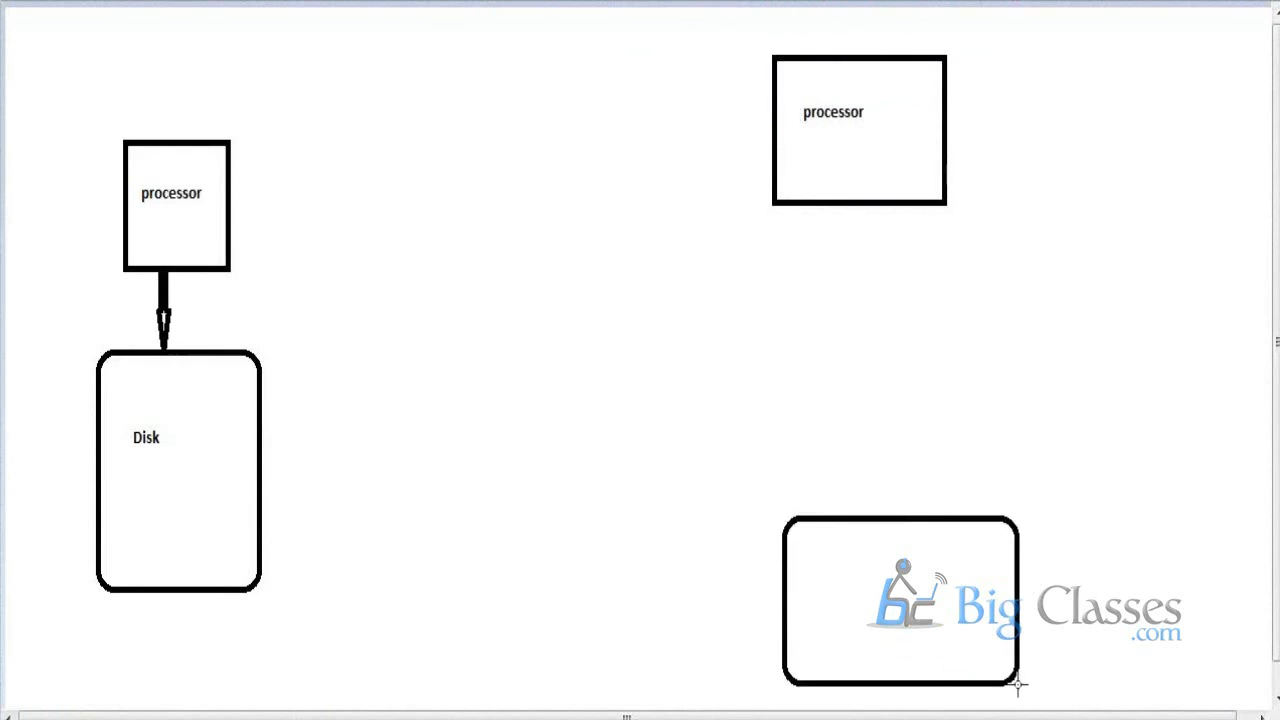 processor
processor
Disk
bc Big Classes
.com